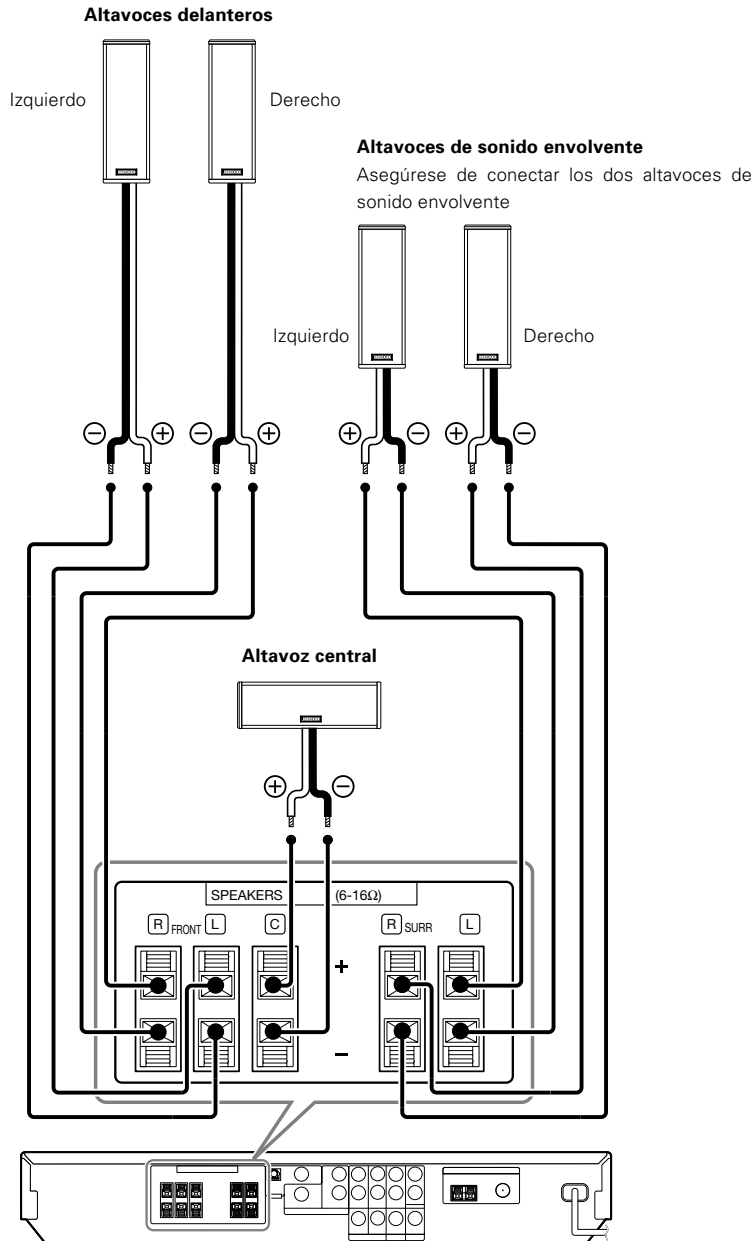 Altavoces delanteros
Izquierdo
Derecho
Altavoces de sonido envolvente
Asegúrese de conectar los dos altavoces de
sonido envolvente
Izquierdo
Derecho
⊖ ⊕ ⊖ ⊕ ⊕ ⊖ ⊕ ⊖
Altavoz central
⊕ ⊖
SPEAKERS (6-16Ω)
R FRONT L C R SURR L
+
−